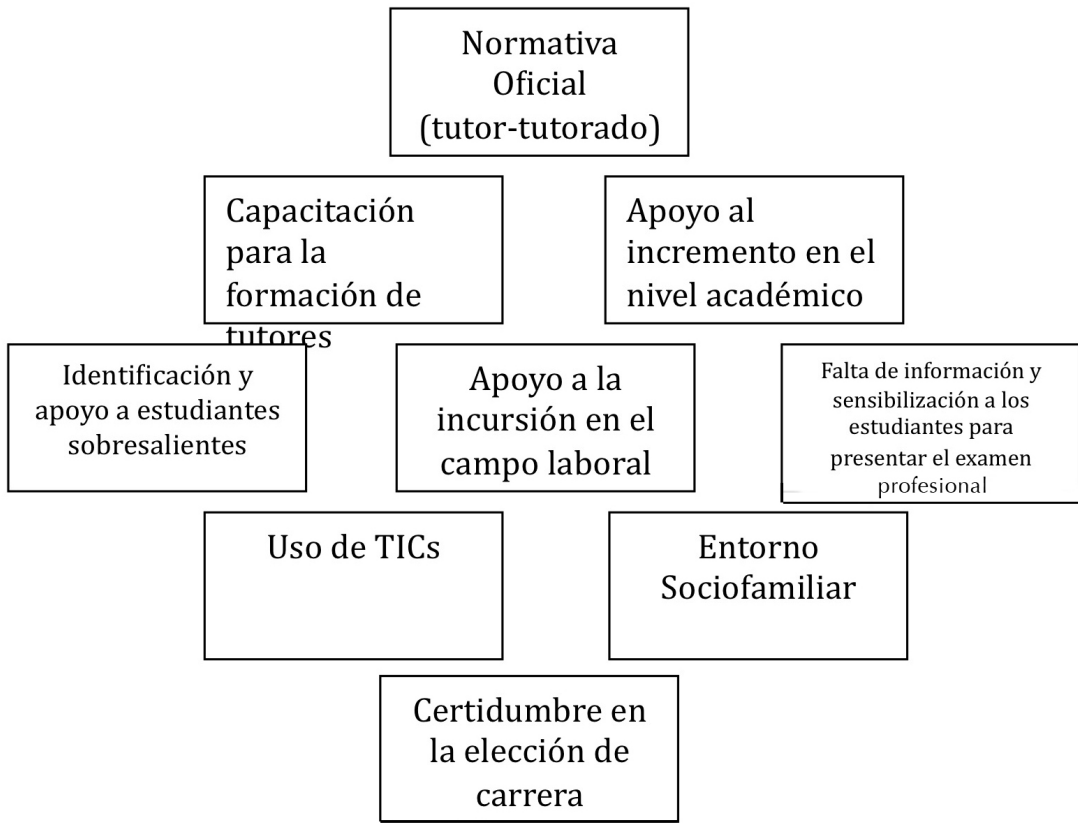 Normativa
Oficial
(tutor-tutorado)
Capacitación
para la
formación de
tutores
Apoyo al
incremento en el
nivel académico
Identificación y
apoyo a estudiantes
sobresalientes
Apoyo a la
incursión en el
campo laboral
Falta de información y
sensibilización a los
estudiantes para
presentar el examen
profesional
Uso de TICs
Entorno
Sociofamiliar
Certidumbre en
la elección de
carrera